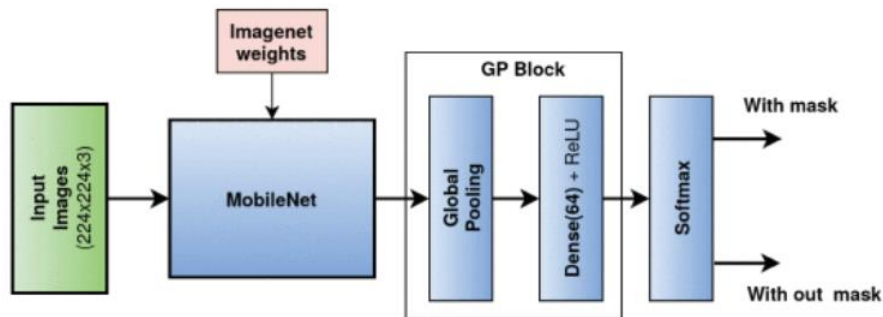 Imagenet
weights
GP Block
Input
Images
(224x224x3)
MobileNet
Global
Pooling
Dense(64) + ReLU
Softmax
With mask
With out mask